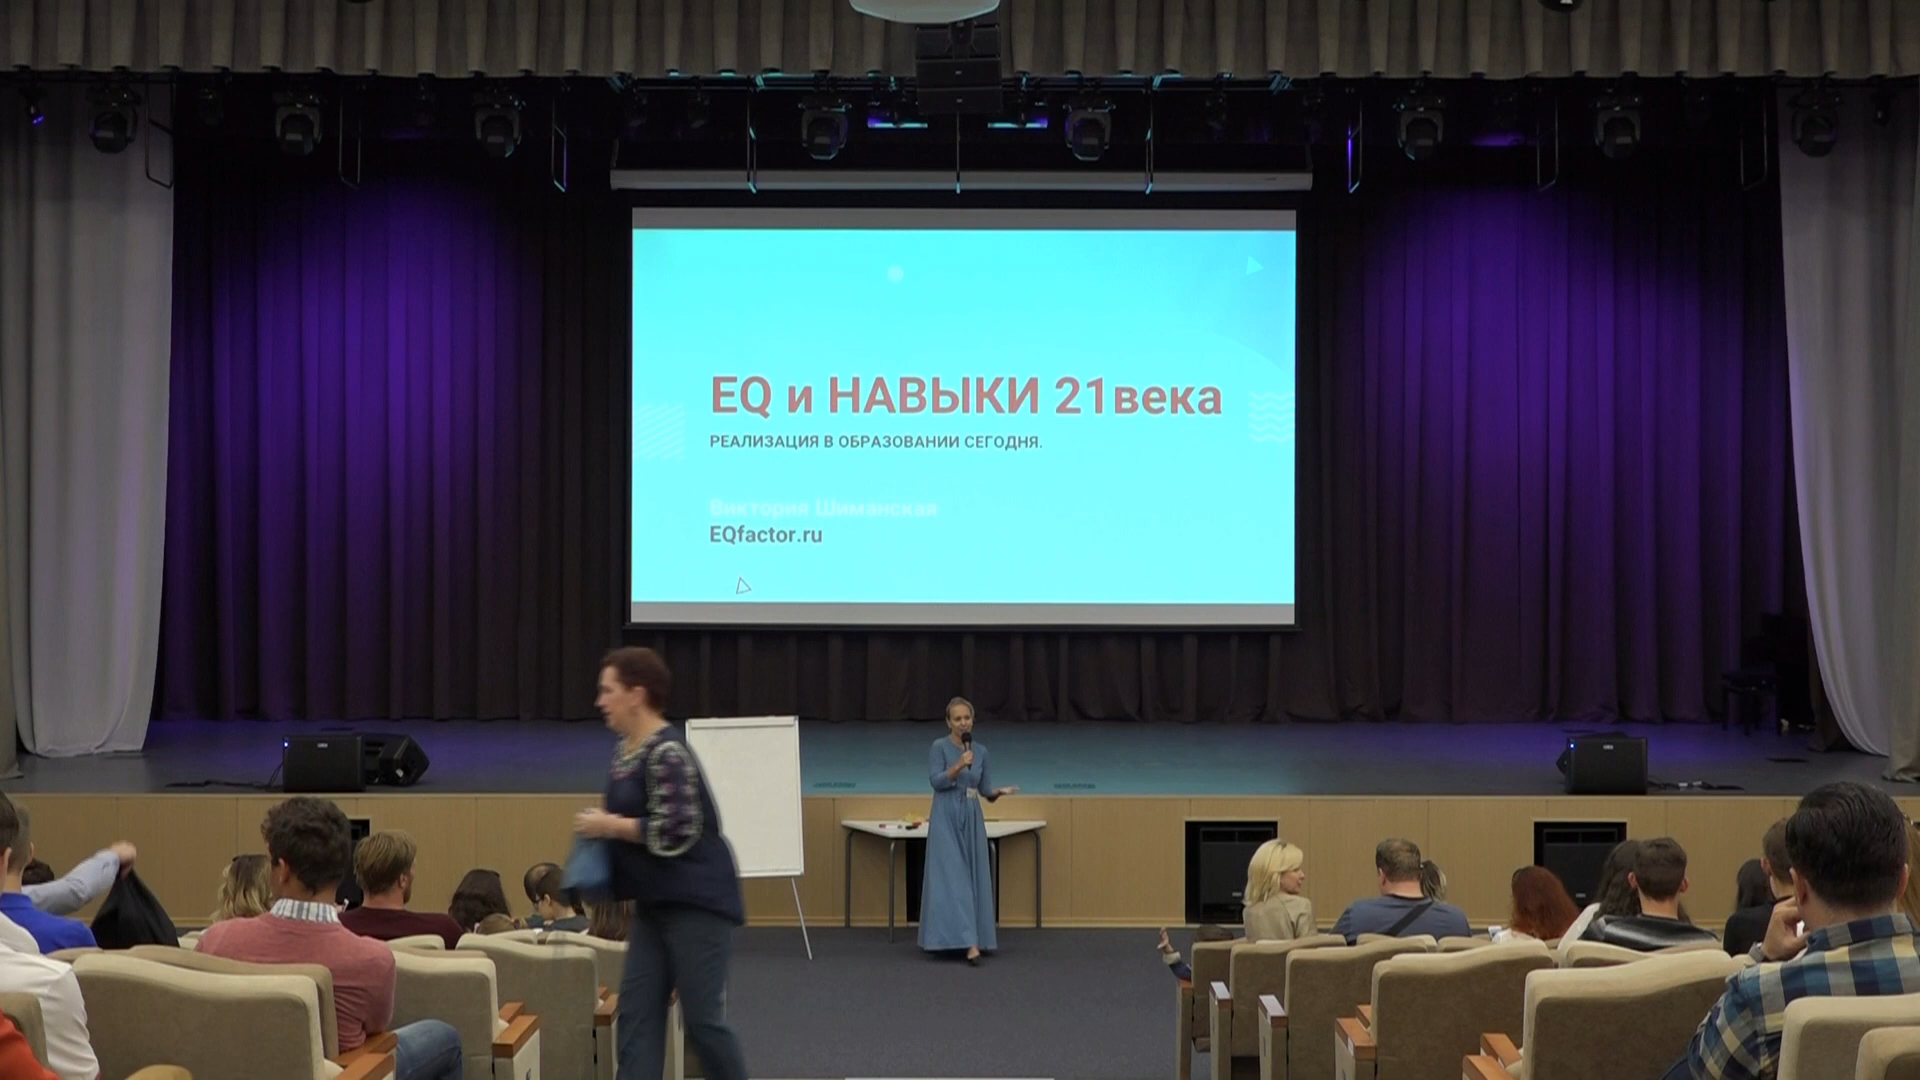 EQ и НАВЫКИ 21века
РЕАЛИЗАЦИЯ В ОБРАЗОВАНИИ СЕГОДНЯ.
Виктория Шиманская
EQfactor.ru